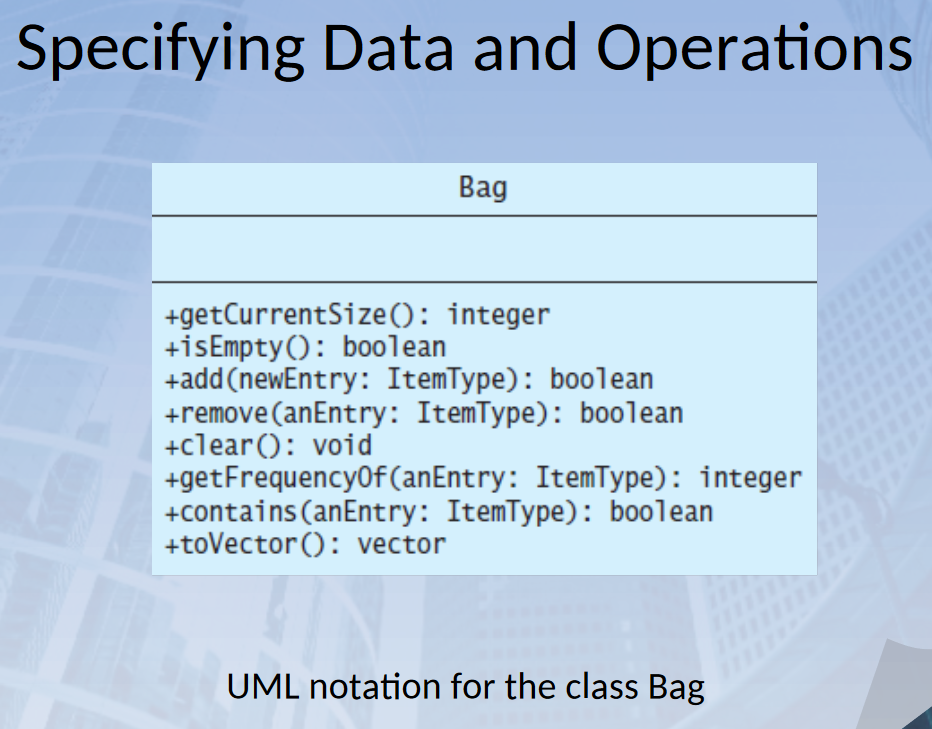 Specifying Data and Operations
Bag
+getCurrentSize(): integer
+isEmpty(): boolean
+add(newEntry: ItemType): boolean
+remove(anEntry: ItemType): boolean
+clear(): void
+getFrequencyOf(anEntry: ItemType): integer
+contains(anEntry: ItemType): boolean
+toVector(): vector
UML notation for the class Bag